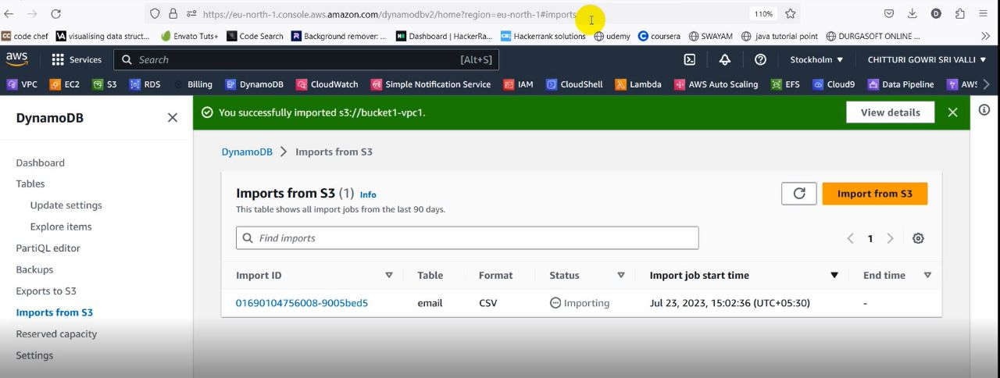 https://eu-north-1.console.aws.amazon.com/dynamodbv2/home?region=eu-north-1#imports
110%
code chef visualising data struct... Envato Tuts+ Code Search Background remover: ... Dashboard | HackerRa... Hackerrank solutions udemy coursera SWAYAM java tutorial point DURGASOFT ONLINE ...
aws Services Search [Alt+S] Stockholm CHITTURI GOWRI SRI VALLI
VPC EC2 S3 RDS Billing DynamoDB CloudWatch Simple Notification Service IAM CloudShell Lambda AWS Auto Scaling EFS Cloud9 Data Pipeline AWS
DynamoDB
Dashboard
Tables
Update settings
Explore items
PartiQL editor
Backups
Exports to S3
Imports from S3
Reserved capacity
Settings
You successfully imported s3://bucket1-vpc1.
View details
DynamoDB > Imports from S3
Imports from S3 (1) Info
This table shows all import jobs from the last 90 days.
Import from S3
Find imports
1
Import ID Table Format Status Import job start time End time
01690104756008-9005bed5 email CSV Importing Jul 23, 2023, 15:02:36 (UTC+05:30) -